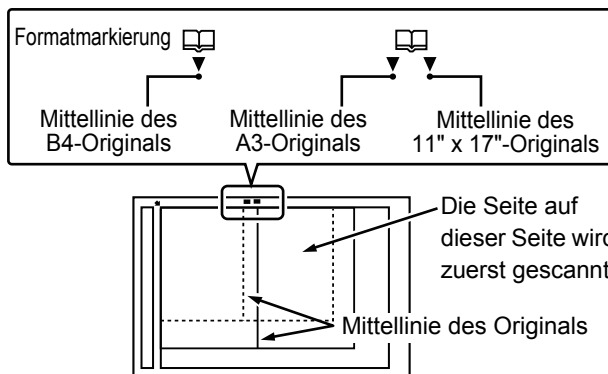 Formatmarkierung
Mittellinie des
B4-Originals
Mittellinie des
A3-Originals
Mittellinie des
11" x 17"-Originals
Die Seite auf
dieser Seite wird
zuerst gescannt
Mittellinie des Originals